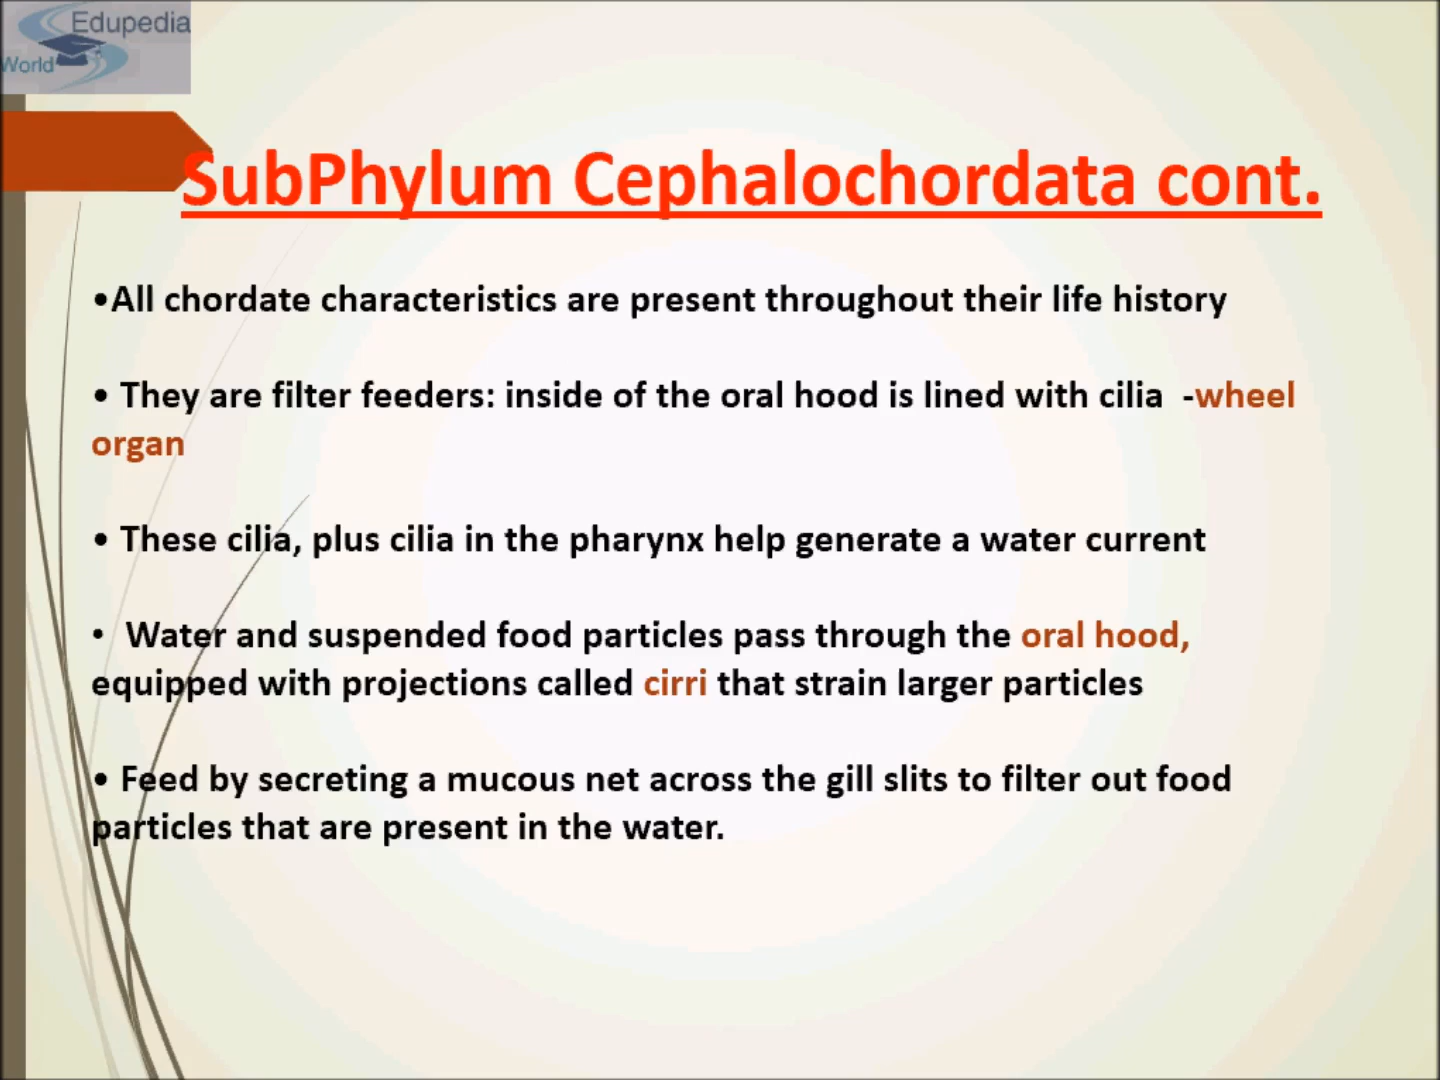 Edupedia
World
SubPhylum Cephalochordata cont.
•All chordate characteristics are present throughout their life history
• They are filter feeders: inside of the oral hood is lined with cilia -wheel
organ
• These cilia, plus cilia in the pharynx help generate a water current
• Water and suspended food particles pass through the oral hood,
equipped with projections called cirri that strain larger particles
• Feed by secreting a mucous net across the gill slits to filter out food
particles that are present in the water.